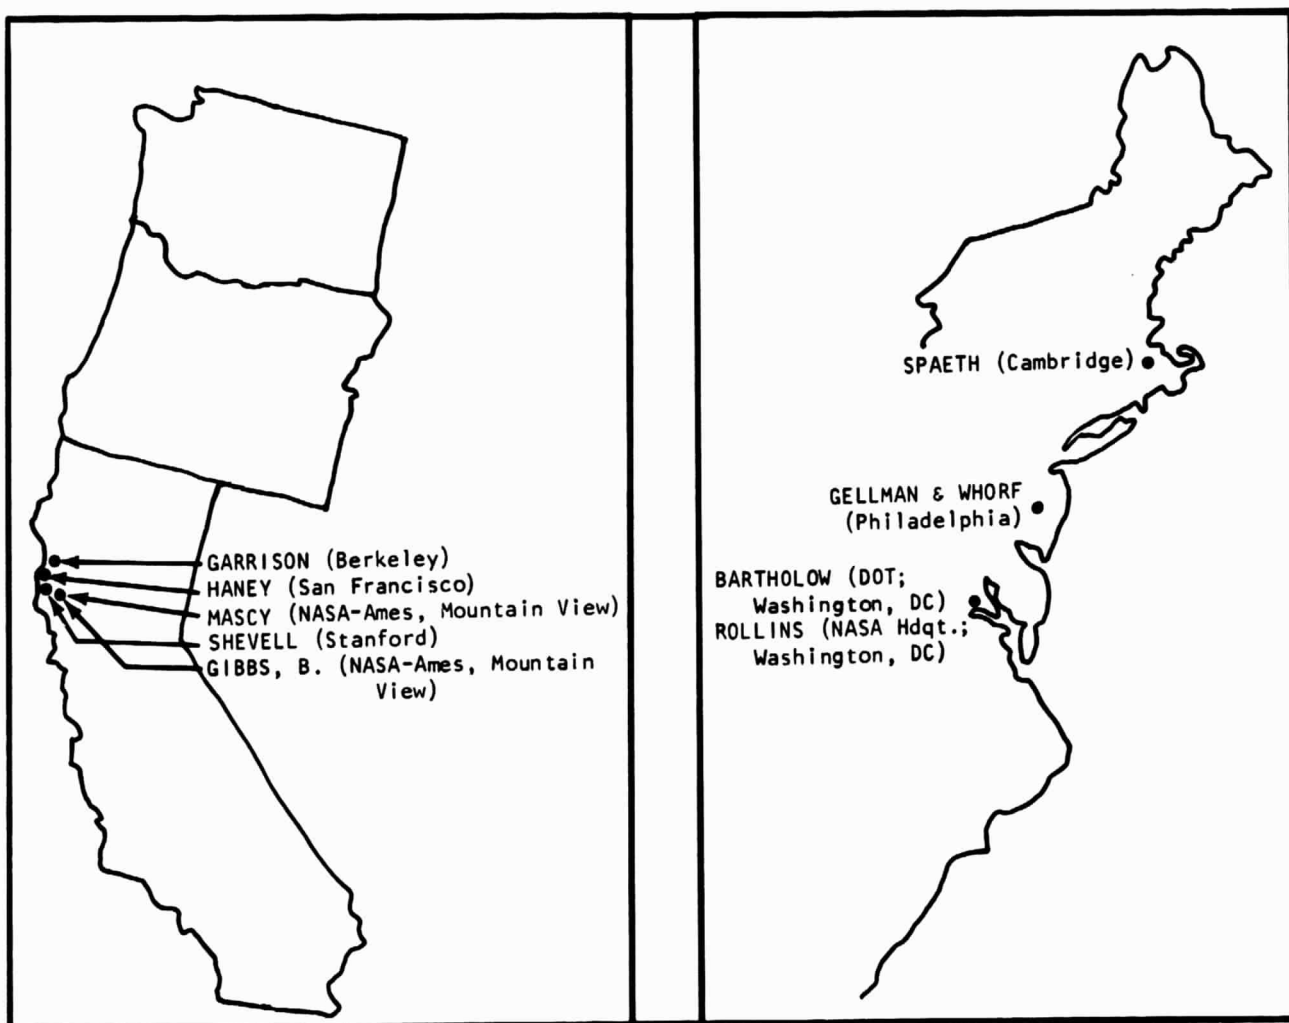 GARRISON (Berkeley)
HANEY (San Francisco)
MASCY (NASA-Ames, Mountain View)
SHEVELL (Stanford)
GIBBS, B. (NASA-Ames, Mountain
View)
SPAETH (Cambridge)
GELLMAN & WHORF
(Philadelphia)
BARTHOLOW (DOT;
Washington, DC)
ROLLINS (NASA Hdqt.;
Washington, DC)